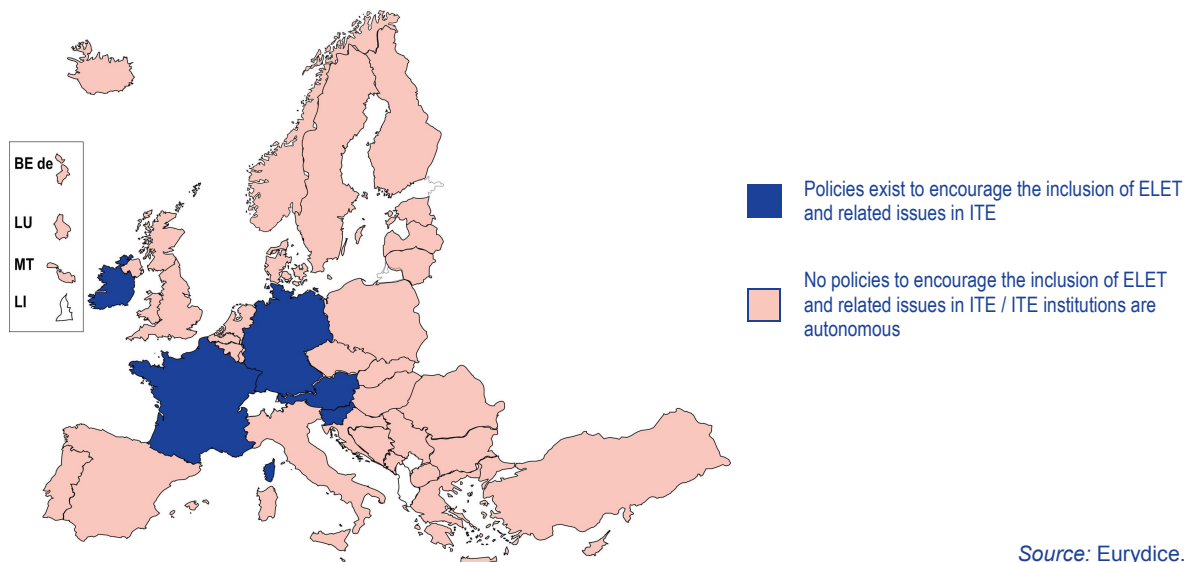 BE de
LU
MT
LI
Policies exist to encourage the inclusion of ELET
and related issues in ITE
No policies to encourage the inclusion of ELET
and related issues in ITE / ITE institutions are
autonomous
Source: Eurydice.